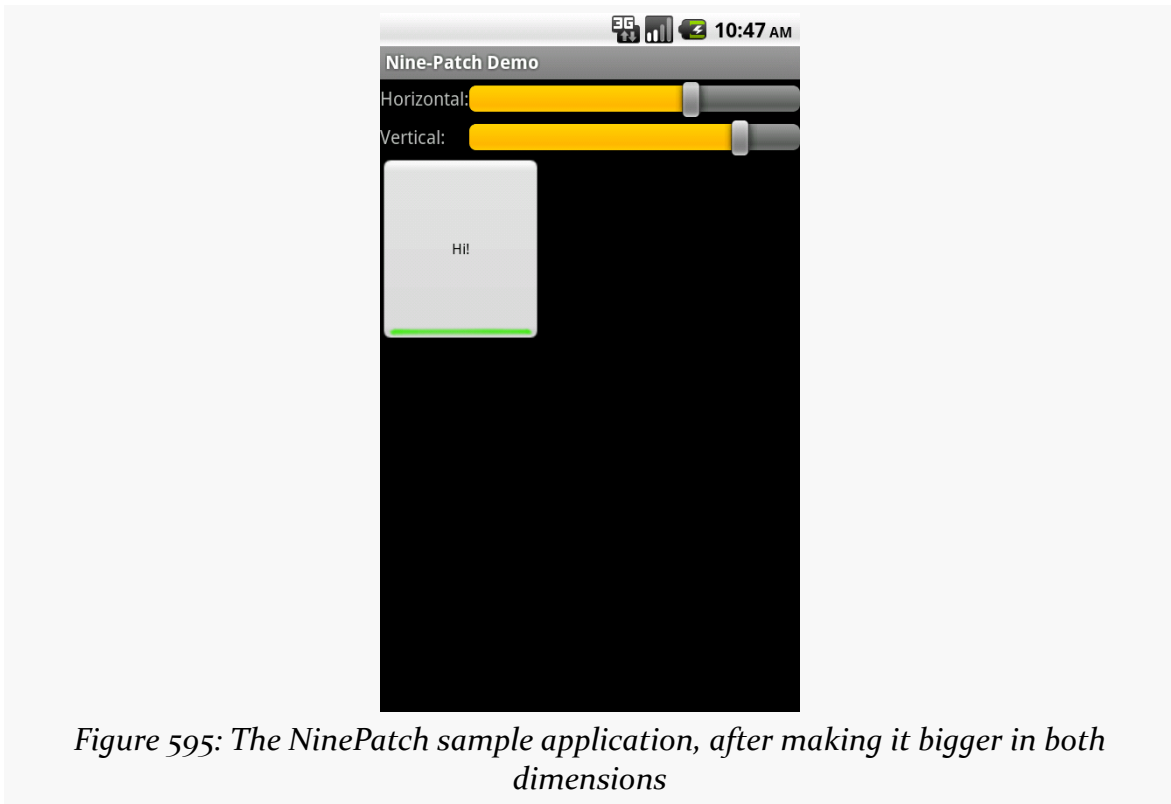 3G 10:47 AM
Nine-Patch Demo
Horizontal:
Vertical:
Hi!
Figure 595: The NinePatch sample application, after making it bigger in both
dimensions